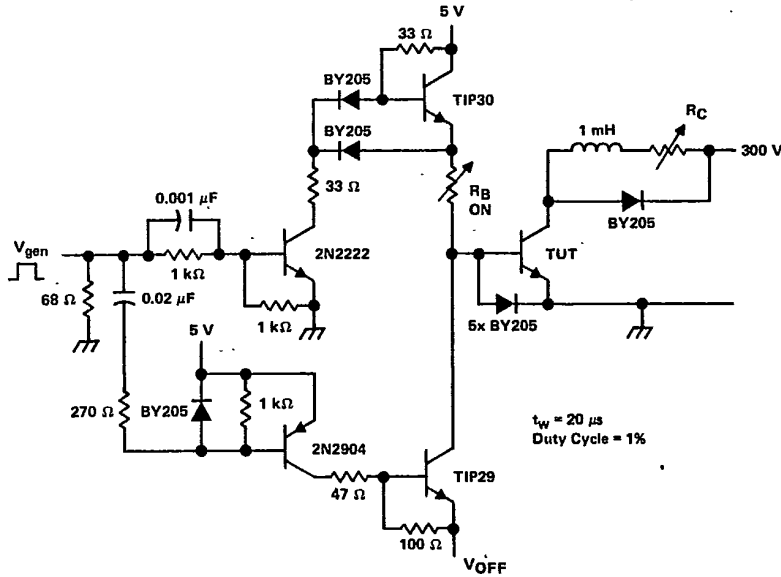 5 V
33 Ω
BY205
TIP30
BY205
1 mH
R_C
300 V
33 Ω
R_B
ON
BY205
0.001 μF
V_gen
2N2222
TUT
1 kΩ
68 Ω
0.02 μF
1 kΩ
5x BY205
5 V
270 Ω
BY205
1 kΩ
t_w = 20 μs
Duty Cycle = 1%
2N2904
TIP29
47 Ω
100 Ω
V_OFF